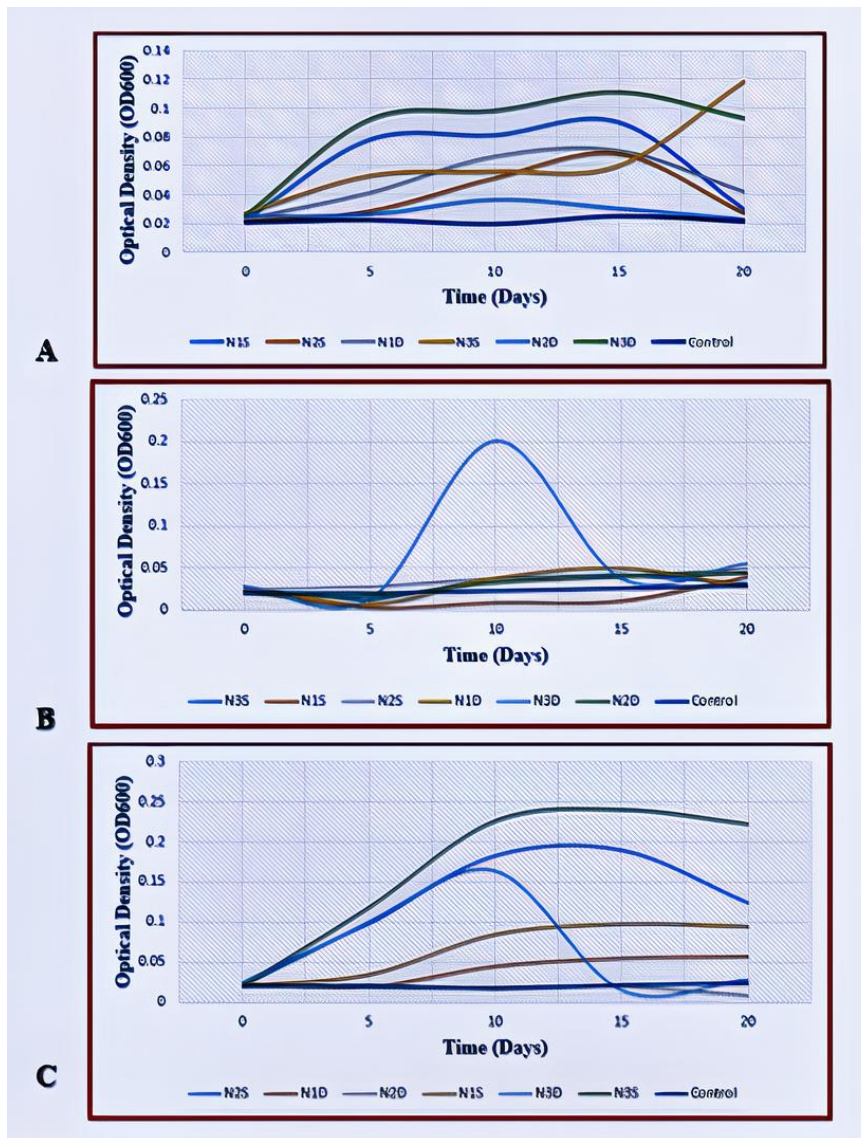 Optical Density (OD600)
0.14
0.12
0.1
0.08
0.06
0.04
0.02
0
0 5 10 15 20
Time (Days)
N1S N2S N1D N3S N2D N3D Control
A
Optical Density (OD600)
0.25
0.2
0.15
0.1
0.05
0
0 5 10 15 20
Time (Days)
N3S N1S N2S N1D N3D N2D Control
B
Optical Density (OD600)
0.3
0.25
0.2
0.15
0.1
0.05
0
0 5 10 15 20
Time (Days)
N2S N1D N2D N1S N3D N3S Control
C